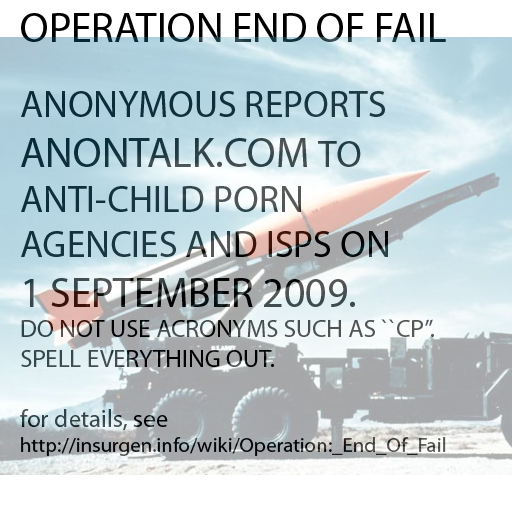 OPERATION END OF FAIL
ANONYMOUS REPORTS
ANONTALK.COM TO
ANTI-CHILD PORN
AGENCIES AND ISPS ON
1 SEPTEMBER 2009.
DO NOT USE ACRONYMS SUCH AS ``CP”.
SPELL EVERYTHING OUT.
for details, see
http://insurgen.info/wiki/Operation:_End_Of_Fail